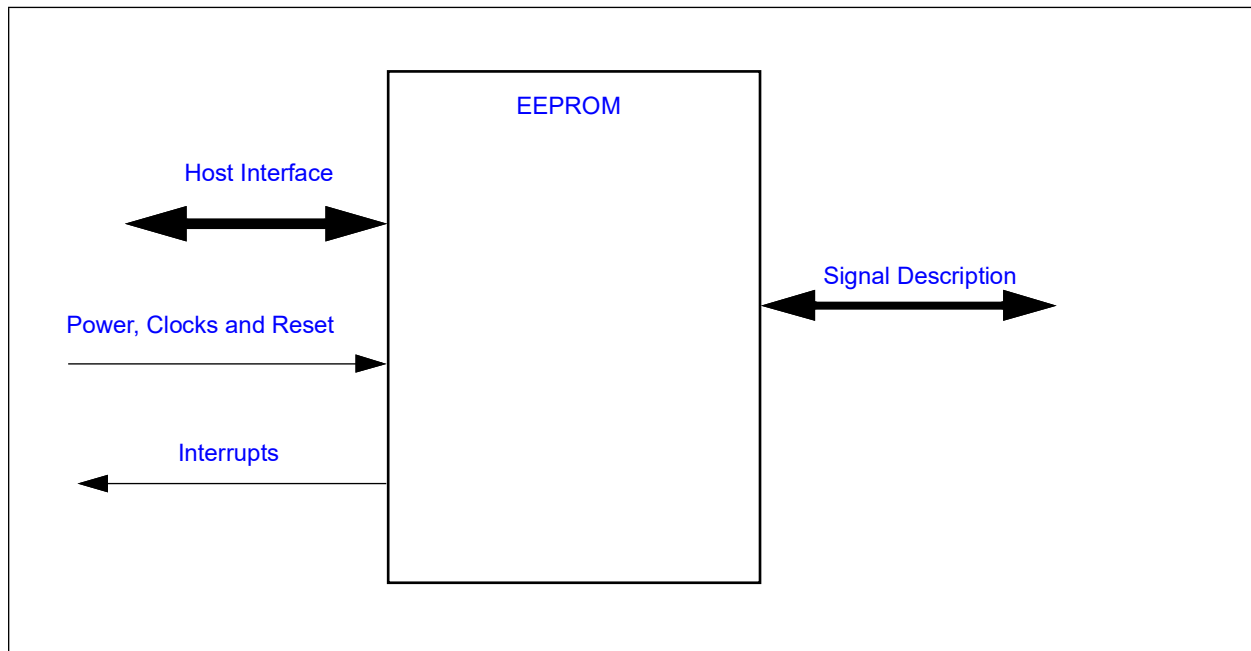 EEPROM
Host Interface
Signal Description
Power, Clocks and Reset
Interrupts